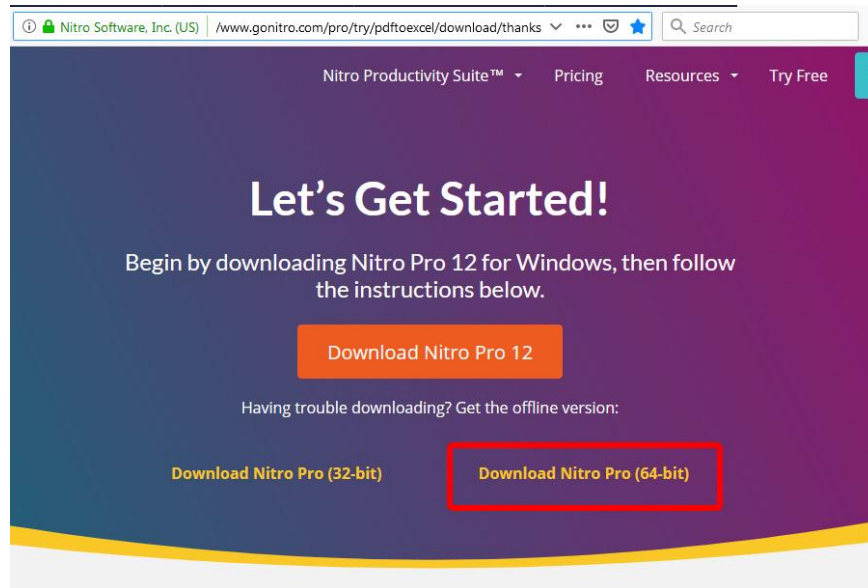 Nitro Software, Inc. (US) /www.gonitro.com/pro/try/pdftoexcel/download/thanks Search
Nitro Productivity Suite™ Pricing Resources Try Free
Let's Get Started!
Begin by downloading Nitro Pro 12 for Windows, then follow
the instructions below.
Download Nitro Pro 12
Having trouble downloading? Get the offline version:
Download Nitro Pro (32-bit) Download Nitro Pro (64-bit)